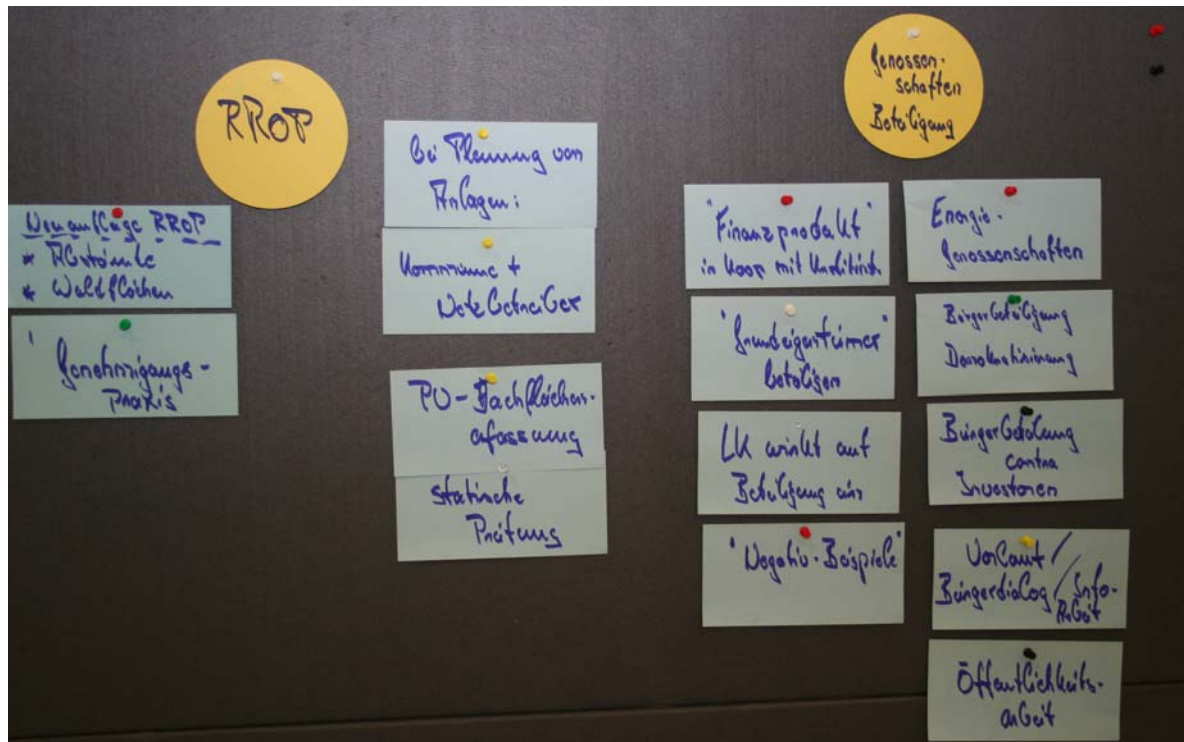 RROP
Neuauflage RROP
* Abstände
* Waldflächen
Genehmigungs-
Praxis
bei Planung von
Anlagen:
Kommune +
Netzbetreiber
PV-Dachflächen-
erfassung
statische
Prüfung
Genossen-
schaften
Beteiligung
"Finanzprodukt"
in Koop mit Kreditinst.
"Grundeigentümer"
beteiligen
LK wirkt auf
Beteiligung ein
"Negativ-Beispiele"
Energie-
genossenschaften
Bürgerbeteiligung
Demokratisierung
Bürgerbeteilung
contra
Investoren
Vorlauf /
Bürgerdialog / Info-
Arbeit
Öffentlichkeits-
arbeit